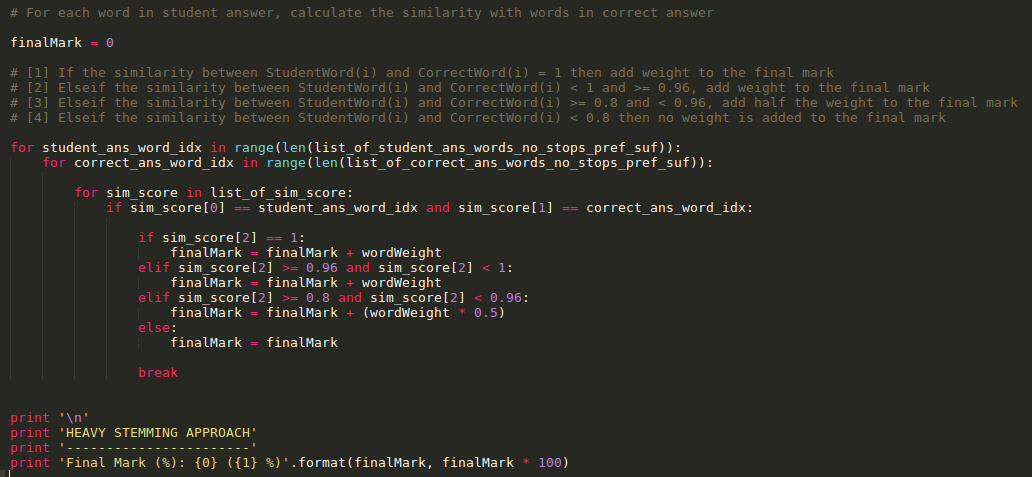 # For each word in student answer, calculate the similarity with words in correct answer
finalMark = 0
# [1] If the similarity between StudentWord(i) and CorrectWord(i) = 1 then add weight to the final mark
# [2] Elseif the similarity between StudentWord(i) and CorrectWord(i) < 1 and >= 0.96, add weight to the final mark
# [3] Elseif the similarity between StudentWord(i) and CorrectWord(i) >= 0.8 and < 0.96, add half the weight to the final mark
# [4] Elseif the similarity between StudentWord(i) and CorrectWord(i) < 0.8 then no weight is added to the final mark
for student_ans_word_idx in range(len(list_of_student_ans_words_no_stops_pref_suf)):
    for correct_ans_word_idx in range(len(list_of_correct_ans_words_no_stops_pref_suf)):
        for sim_score in list_of_sim_score:
            if sim_score[0] == student_ans_word_idx and sim_score[1] == correct_ans_word_idx:
                if sim_score[2] == 1:
                    finalMark = finalMark + wordWeight
                elif sim_score[2] >= 0.96 and sim_score[2] < 1:
                    finalMark = finalMark + wordWeight
                elif sim_score[2] >= 0.8 and sim_score[2] < 0.96:
                    finalMark = finalMark + (wordWeight * 0.5)
                else:
                    finalMark = finalMark
                break
print '\n'
print 'HEAVY STEMMING APPROACH'
print '-----------------------'
print 'Final Mark (%): {0} ({1} %)'.format(finalMark, finalMark * 100)